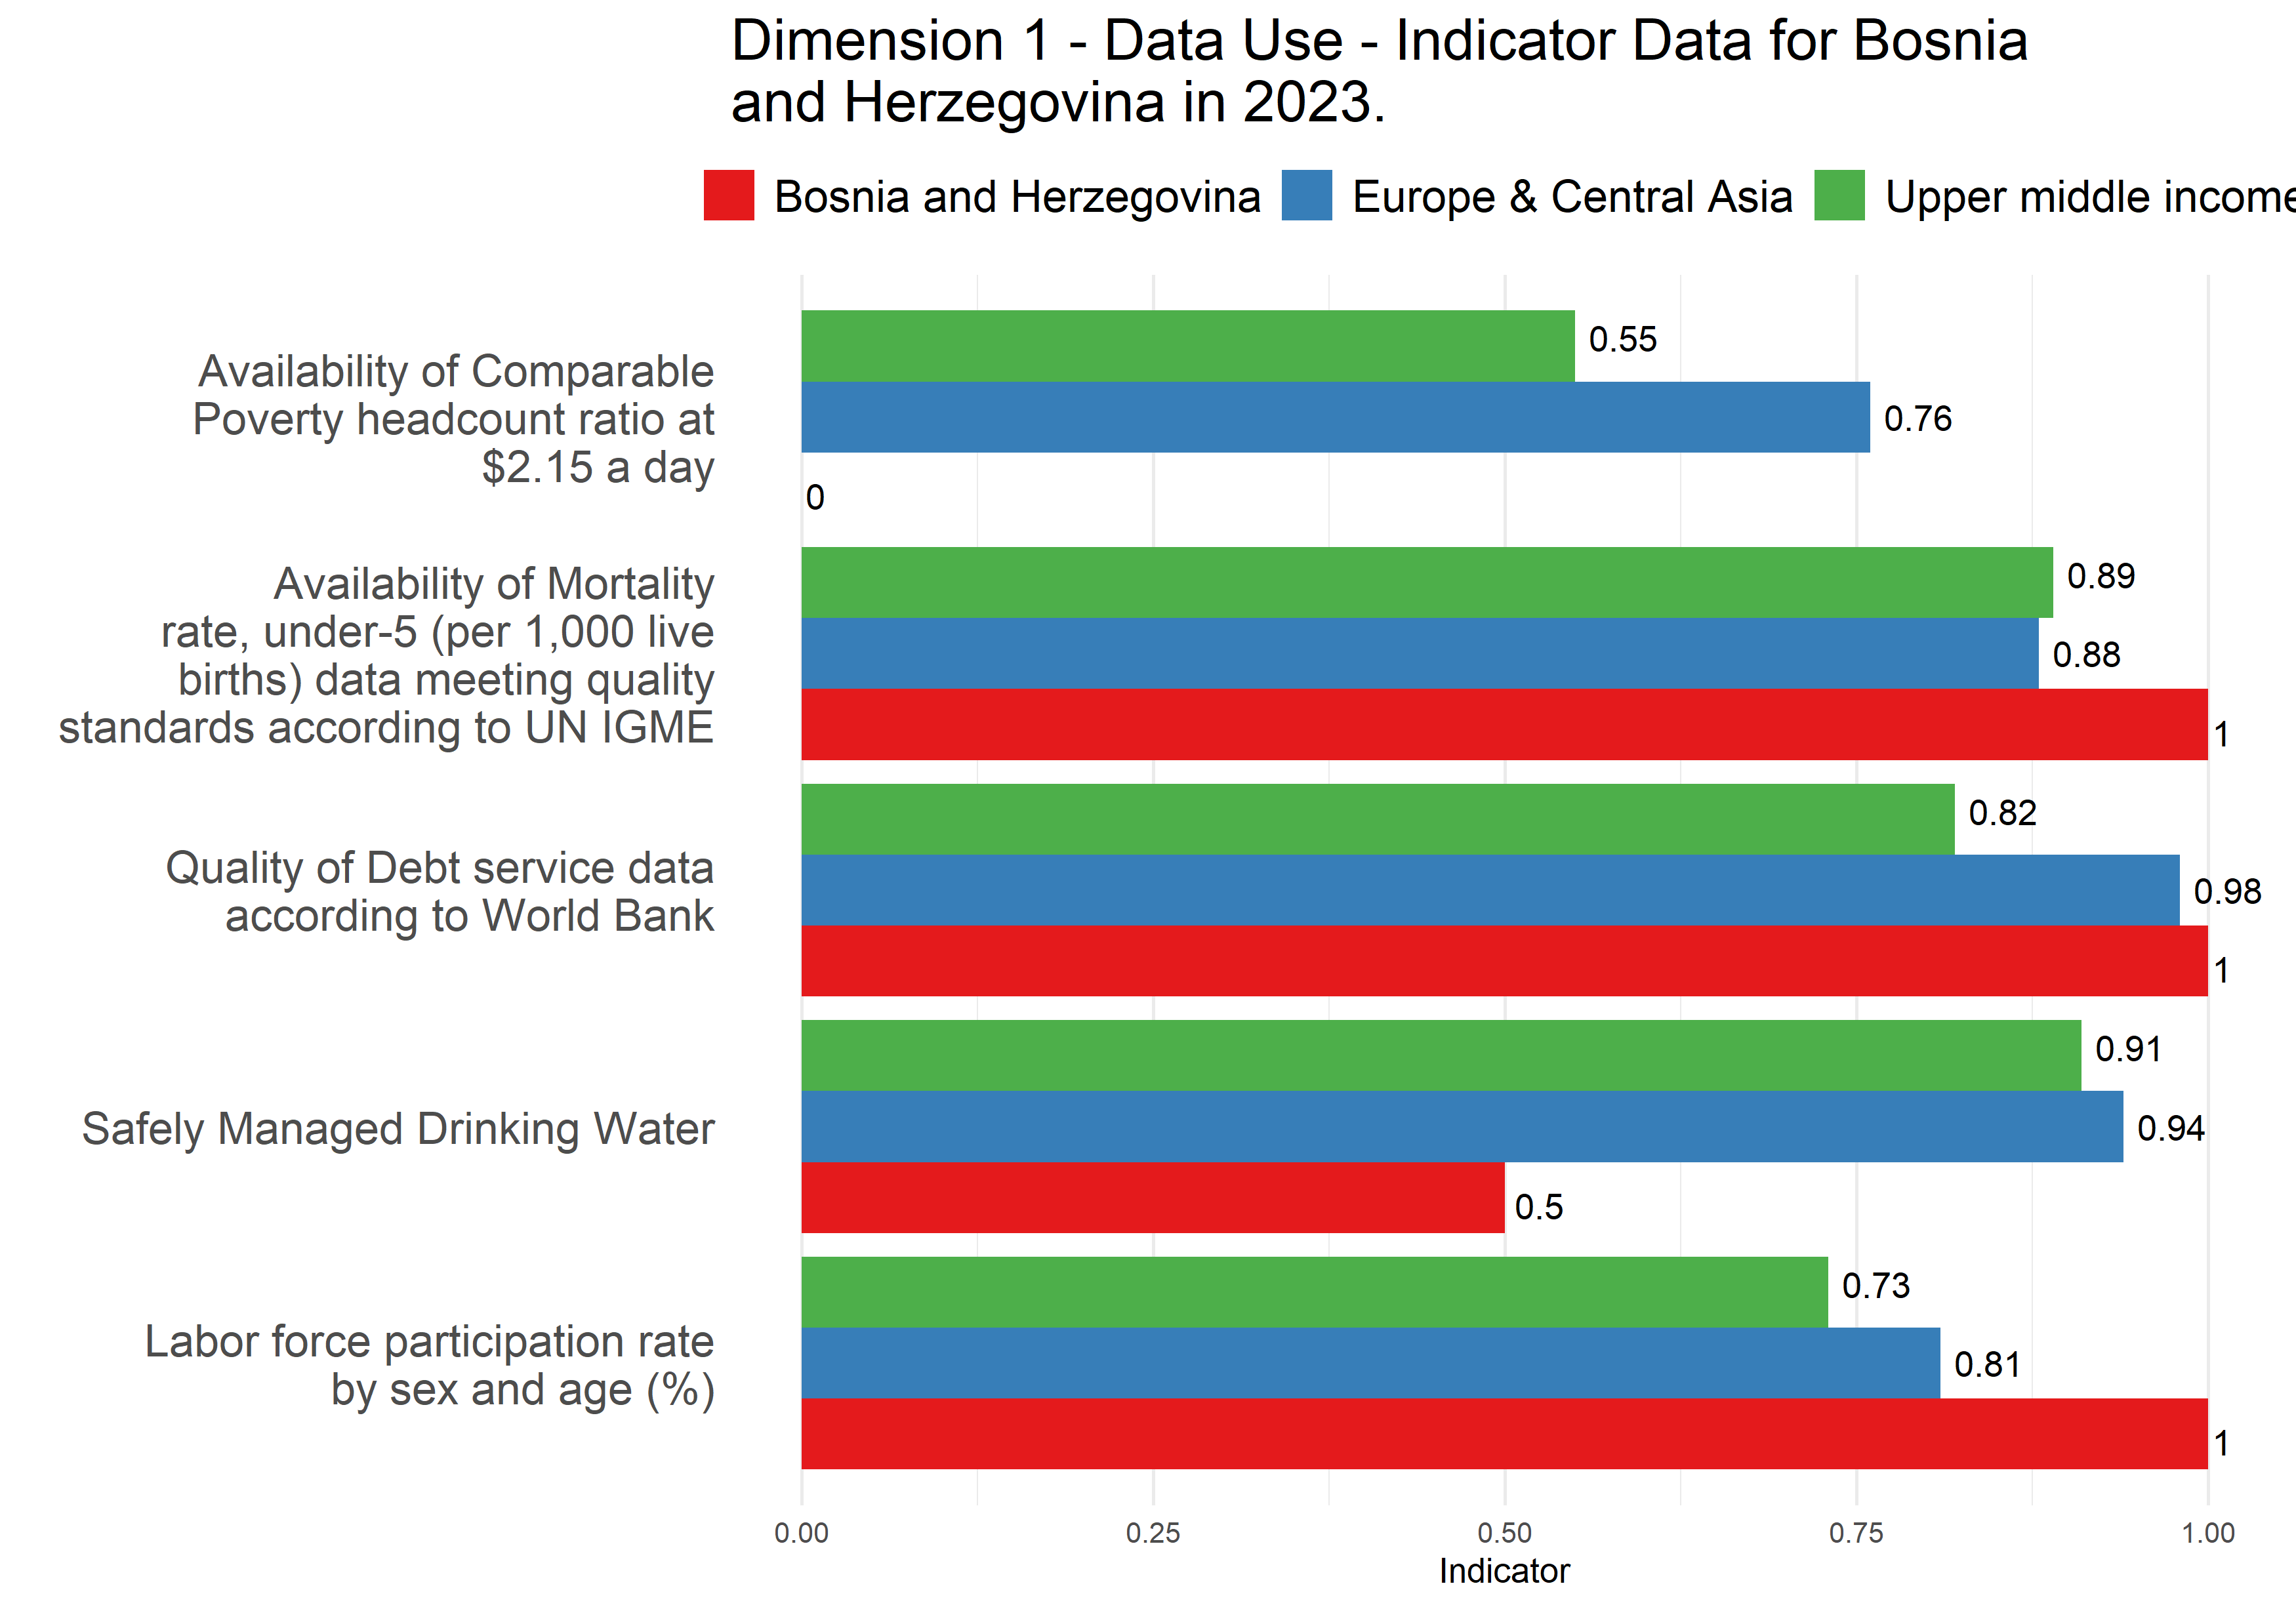 Dimension 1 - Data Use - Indicator Data for Bosnia
and Herzegovina in 2023.
Bosnia and Herzegovina Europe & Central Asia Upper middle income
Availability of Comparable
Poverty headcount ratio at
$2.15 a day
0.55
0.76
0
Availability of Mortality
rate, under-5 (per 1,000 live
births) data meeting quality
standards according to UN IGME
0.89
0.88
1
Quality of Debt service data
according to World Bank
0.82
0.98
1
Safely Managed Drinking Water
0.91
0.94
0.5
Labor force participation rate
by sex and age (%)
0.73
0.81
1
0.00 0.25 0.50 0.75 1.00
Indicator